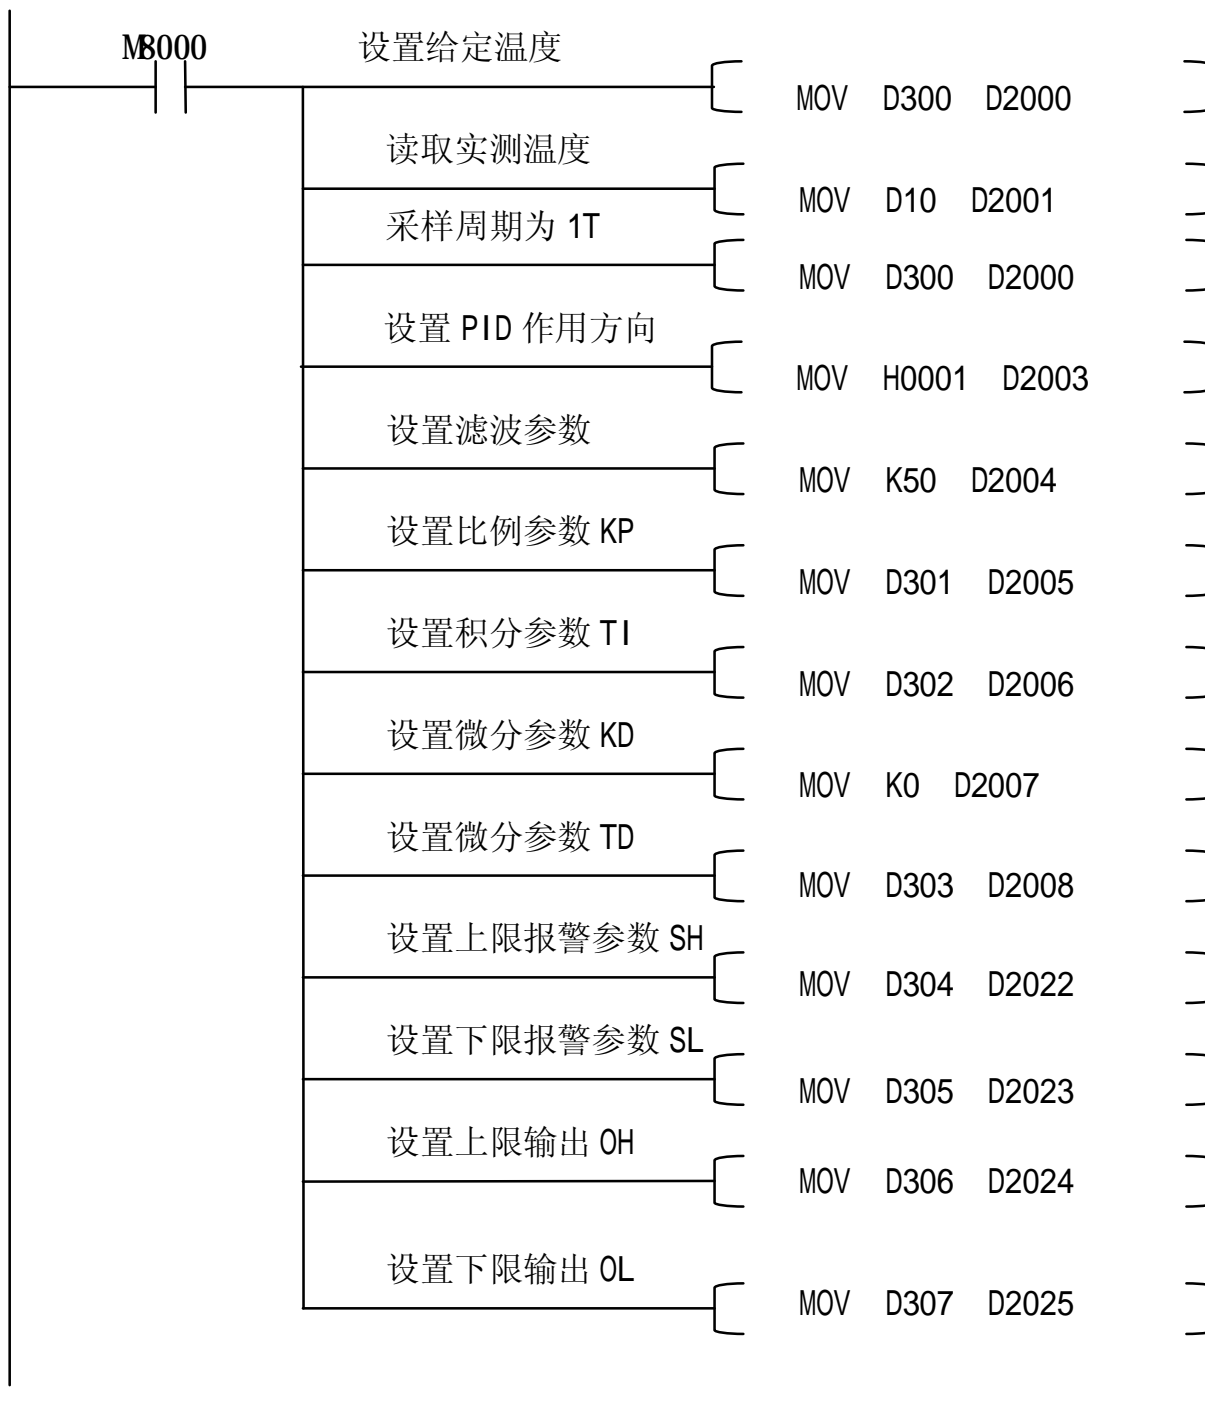 M8000 设置给定温度
MOV D300 D2000
读取实测温度
MOV D10 D2001
采样周期为 1T
MOV D300 D2000
设置 PID 作用方向
MOV H0001 D2003
设置滤波参数
MOV K50 D2004
设置比例参数 KP
MOV D301 D2005
设置积分参数 TI
MOV D302 D2006
设置微分参数 KD
MOV K0 D2007
设置微分参数 TD
MOV D303 D2008
设置上限报警参数 SH
MOV D304 D2022
设置下限报警参数 SL
MOV D305 D2023
设置上限输出 OH
MOV D306 D2024
设置下限输出 OL
MOV D307 D2025